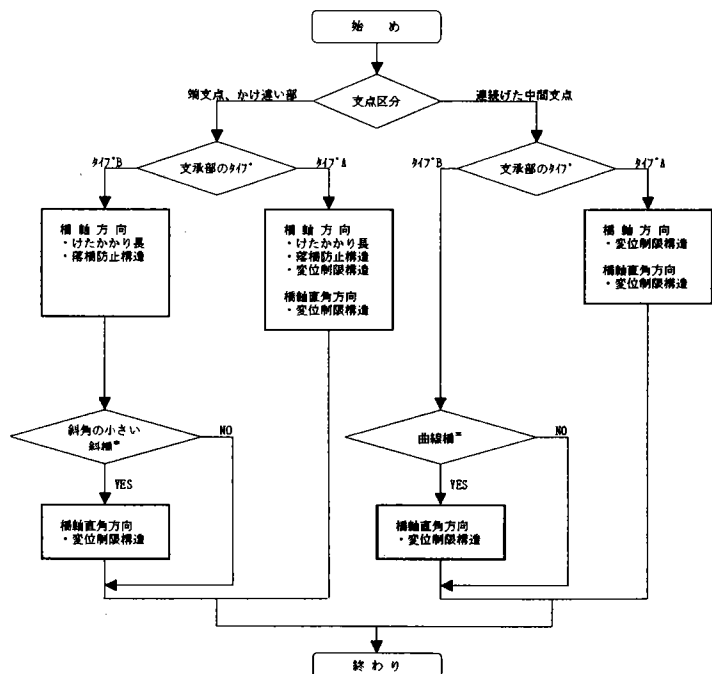 始 め
支点区分
端支点、かけ違い部
連続げた中間支点
支承部のﾀｲﾌﾟ
ﾀｲﾌﾟB
ﾀｲﾌﾟA
支承部のﾀｲﾌﾟ
ﾀｲﾌﾟB
ﾀｲﾌﾟA
橋 軸 方 向
・けたかかり長
・落橋防止構造
橋 軸 方 向
・けたかかり長
・落橋防止構造
・変位制限構造
橋軸直角方向
・変位制限構造
橋 軸 方 向
・変位制限構造
橋軸直角方向
・変位制限構造
斜角の小さい
斜橋*
NO
YES
曲線橋*
NO
YES
橋軸直角方向
・変位制限構造
橋軸直角方向
・変位制限構造
終わり